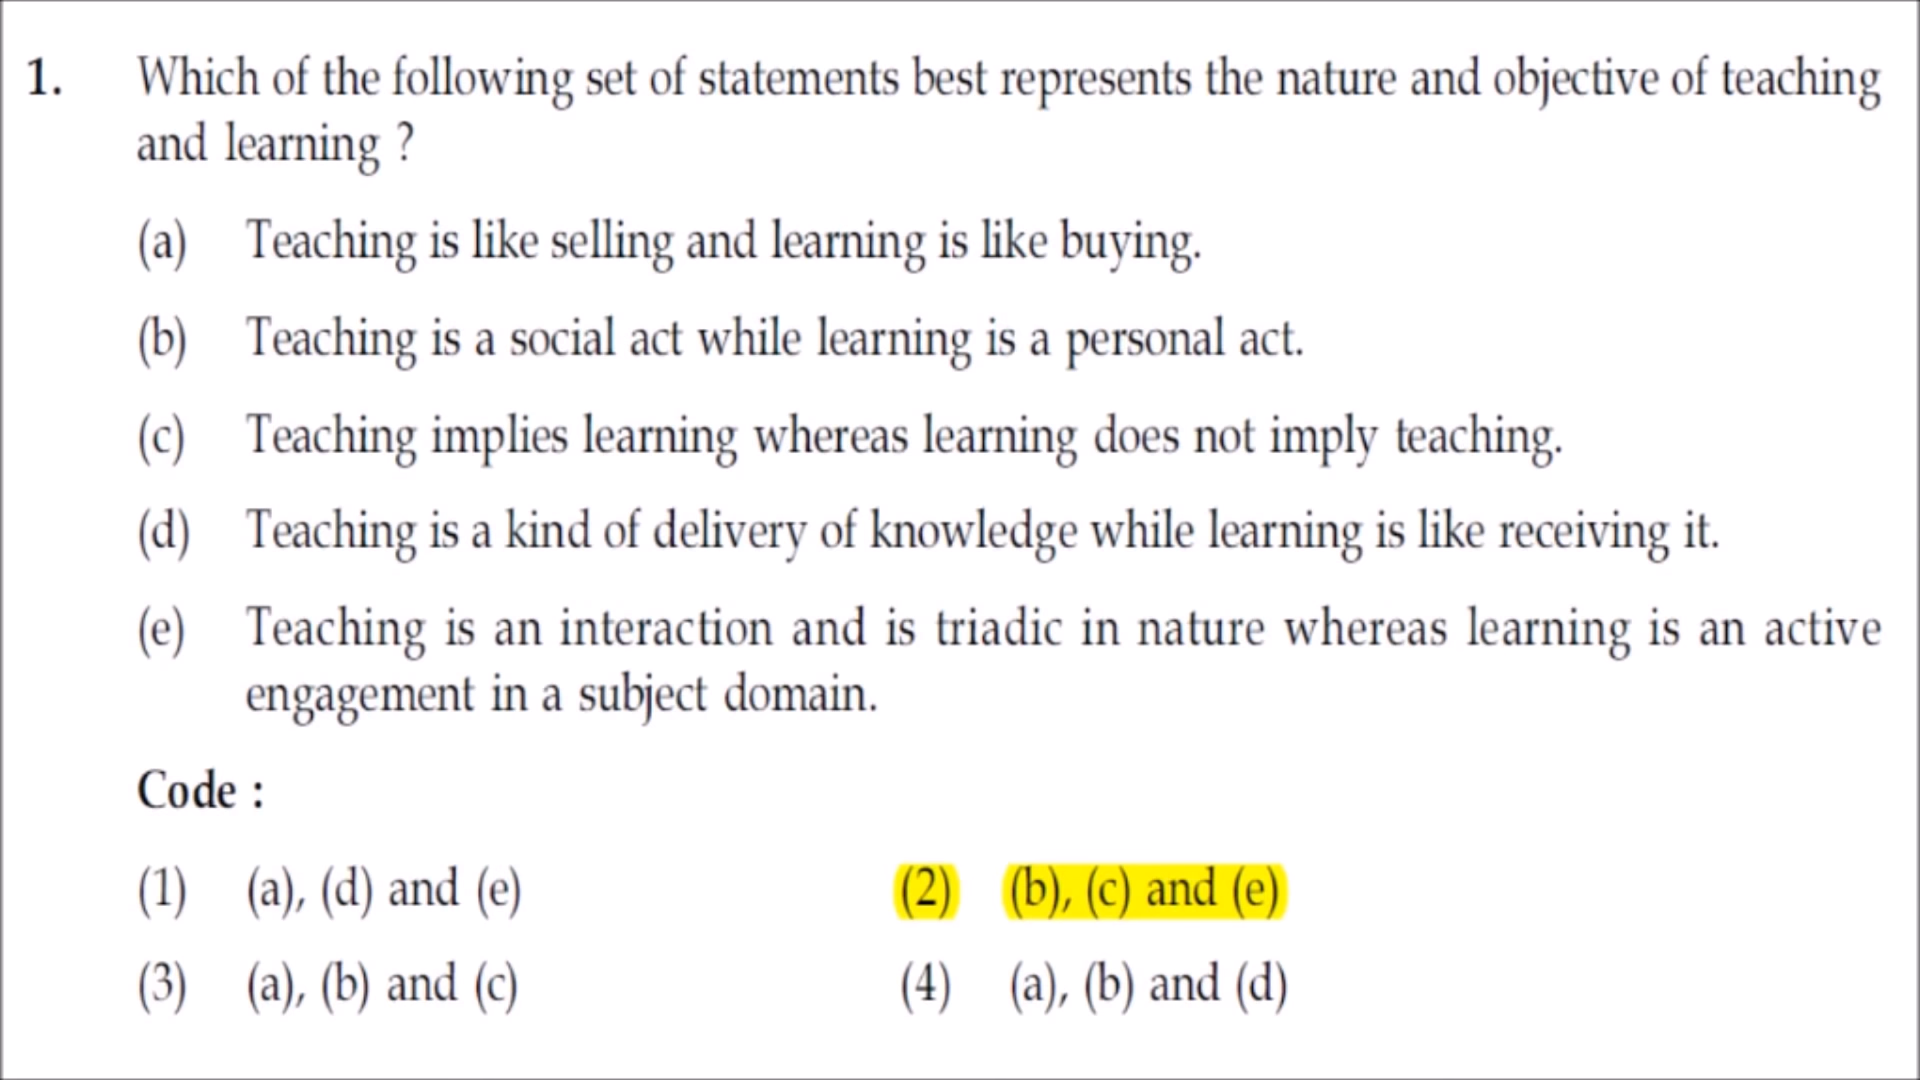 1. Which of the following set of statements best represents the nature and objective of teaching
and learning ?
(a) Teaching is like selling and learning is like buying.
(b) Teaching is a social act while learning is a personal act.
(c) Teaching implies learning whereas learning does not imply teaching.
(d) Teaching is a kind of delivery of knowledge while learning is like receiving it.
(e) Teaching is an interaction and is triadic in nature whereas learning is an active
engagement in a subject domain.
Code :
(1) (a), (d) and (e) (2) (b), (c) and (e)
(3) (a), (b) and (c) (4) (a), (b) and (d)